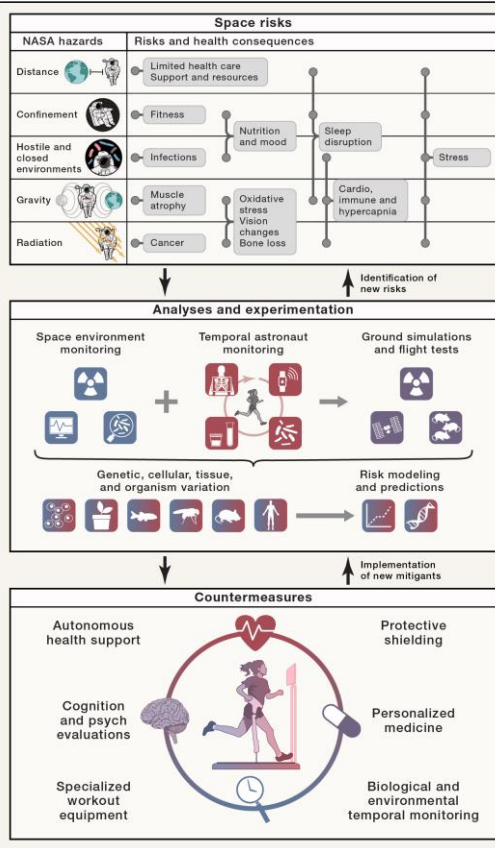 Space risks
NASA hazards
Risks and health consequences
Distance
Limited health care
Support and resources
Confinement
Fitness
Nutrition
and mood
Sleep
disruption
Hostile and
closed
environments
Infections
Stress
Gravity
Muscle
atrophy
Oxidative
stress
Vision
changes
Bone loss
Cardio,
immune and
hypercapnia
Radiation
Cancer
Identification of
new risks
Analyses and experimentation
Space environment
monitoring
Temporal astronaut
monitoring
Ground simulations
and flight tests
Genetic, cellular, tissue,
and organism variation
Risk modeling
and predictions
Implementation
of new mitigants
Countermeasures
Autonomous
health support
Protective
shielding
Cognition
and psych
evaluations
Personalized
medicine
Specialized
workout
equipment
Biological and
environmental
temporal monitoring